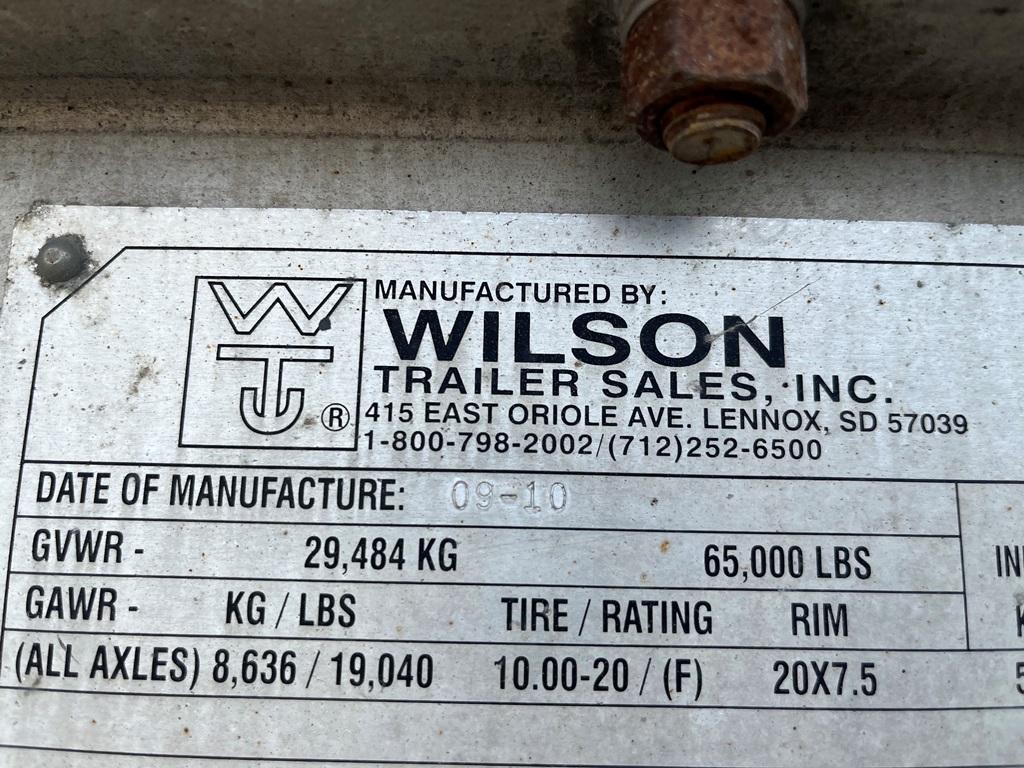 WTJ ®
MANUFACTURED BY:
WILSON
TRAILER SALES, INC.
415 EAST ORIOLE AVE. LENNOX, SD 57039
1-800-798-2002/(712)252-6500
DATE OF MANUFACTURE: 09-10
GVWR - 29,484 KG 65,000 LBS
GAWR - KG / LBS TIRE / RATING RIM
(ALL AXLES) 8,636 / 19,040 10.00-20 / (F) 20X7.5